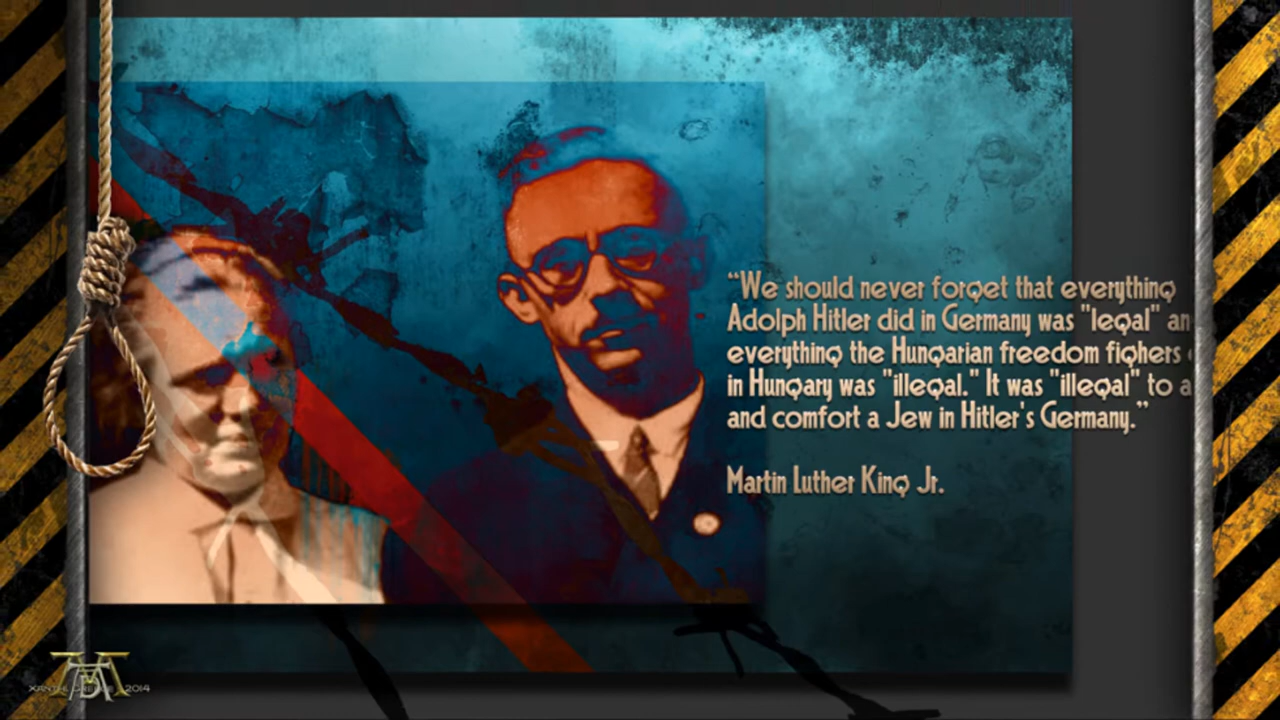 “We should never forget that everything
Adolph Hitler did in Germany was "legal" an
everything the Hungarian freedom fighers
in Hungary was "illegal." It was "illegal" to a
and comfort a Jew in Hitler's Germany.”
Martin Luther King Jr.
2014